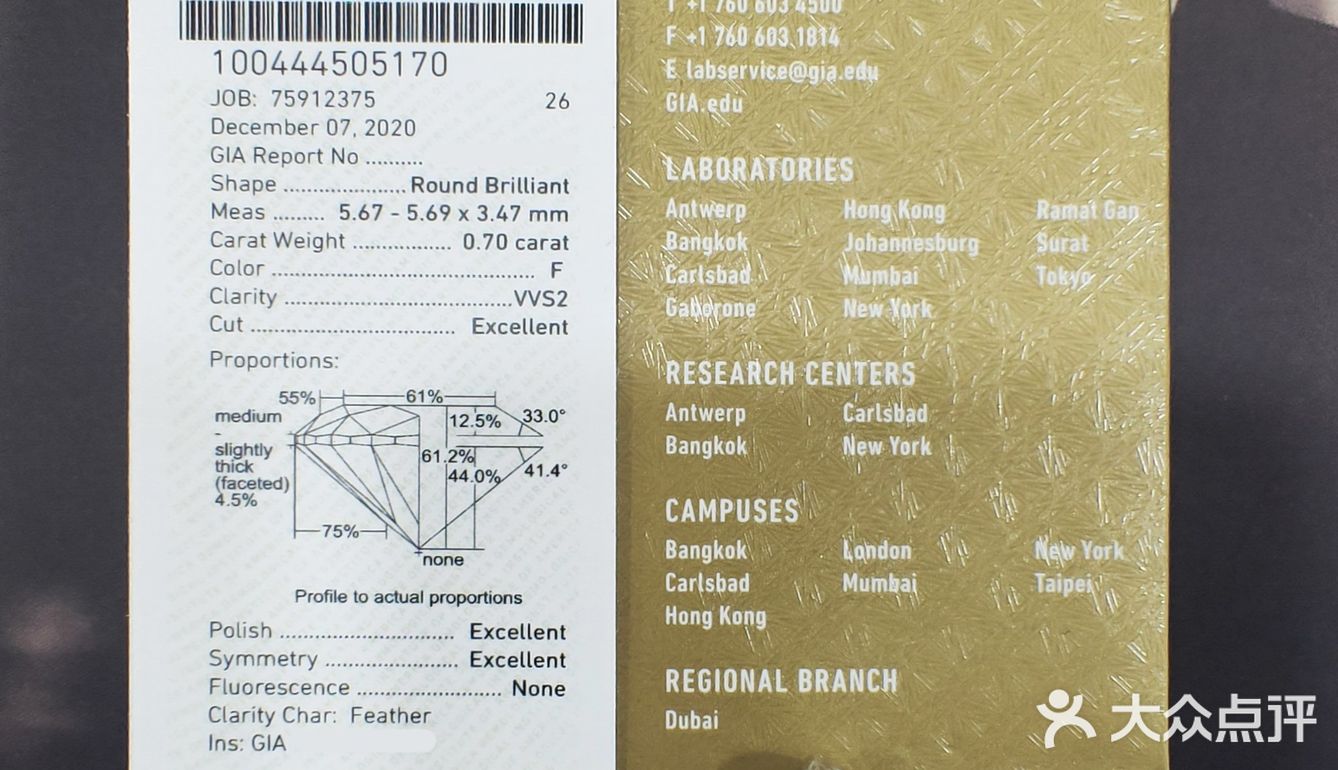 100444505170
JOB: 75912375 26
December 07, 2020
GIA Report No ..........
Shape ..................... Round Brilliant
Meas ......... 5.67 - 5.69 x 3.47 mm
Carat Weight ................. 0.70 carat
Color ............................................. F
Clarity .......................................VVS2
Cut ................................... Excellent
Proportions:
55% 61%
medium
-
slightly
thick
(faceted)
4.5%
12.5% 33.0°
61.2%
44.0% 41.4°
75%
none
Profile to actual proportions
Polish .............................. Excellent
Symmetry ....................... Excellent
Fluorescence ........................ None
Clarity Char: Feather
Ins: GIA
T +1 760 603 4500
F +1 760 603 1814
E labservice@gia.edu
GIA.edu
LABORATORIES
Antwerp Hong Kong Ramat Gan
Bangkok Johannesburg Surat
Carlsbad Mumbai Tokyo
Gaborone New York
RESEARCH CENTERS
Antwerp Carlsbad
Bangkok New York
CAMPUSES
Bangkok London New York
Carlsbad Mumbai Taipei
Hong Kong
REGIONAL BRANCH
Dubai
大众点评